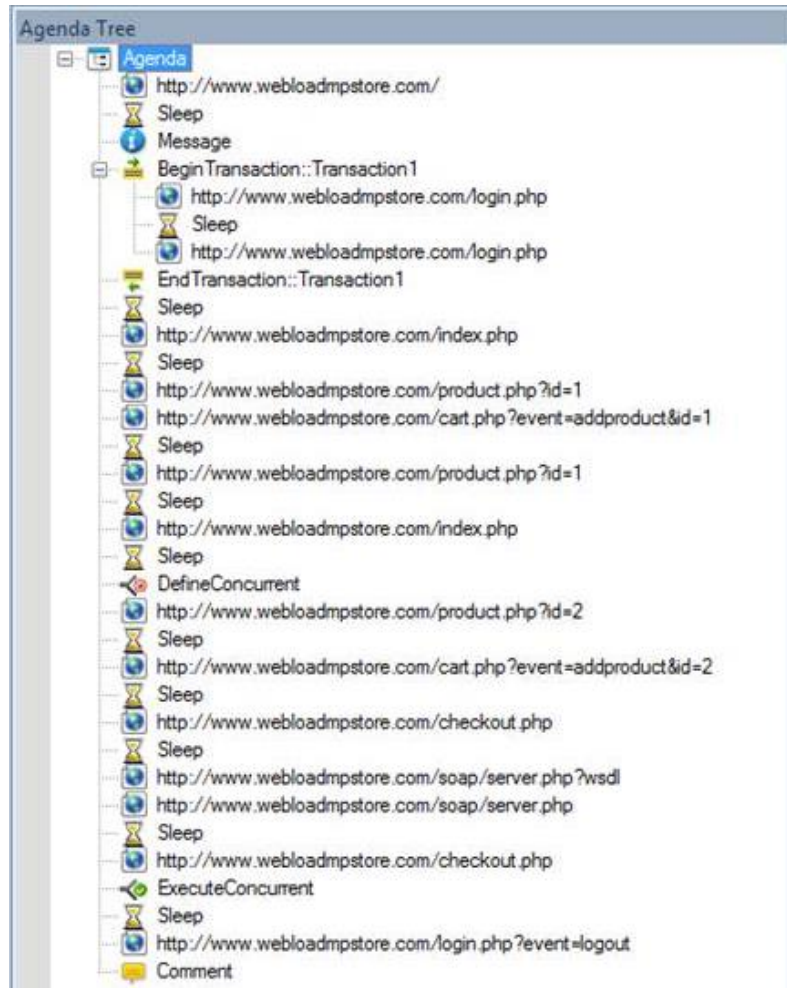 Agenda Tree
Agenda
http://www.webloadmpstore.com/
Sleep
Message
BeginTransaction::Transaction1
http://www.webloadmpstore.com/login.php
Sleep
http://www.webloadmpstore.com/login.php
EndTransaction::Transaction1
Sleep
http://www.webloadmpstore.com/index.php
Sleep
http://www.webloadmpstore.com/product.php?id=1
http://www.webloadmpstore.com/cart.php?event=addproduct&id=1
Sleep
http://www.webloadmpstore.com/product.php?id=1
Sleep
http://www.webloadmpstore.com/index.php
Sleep
DefineConcurrent
http://www.webloadmpstore.com/product.php?id=2
Sleep
http://www.webloadmpstore.com/cart.php?event=addproduct&id=2
Sleep
http://www.webloadmpstore.com/checkout.php
Sleep
http://www.webloadmpstore.com/soap/server.php?wsdl
http://www.webloadmpstore.com/soap/server.php
Sleep
http://www.webloadmpstore.com/checkout.php
ExecuteConcurrent
Sleep
http://www.webloadmpstore.com/login.php?event=logout
Comment